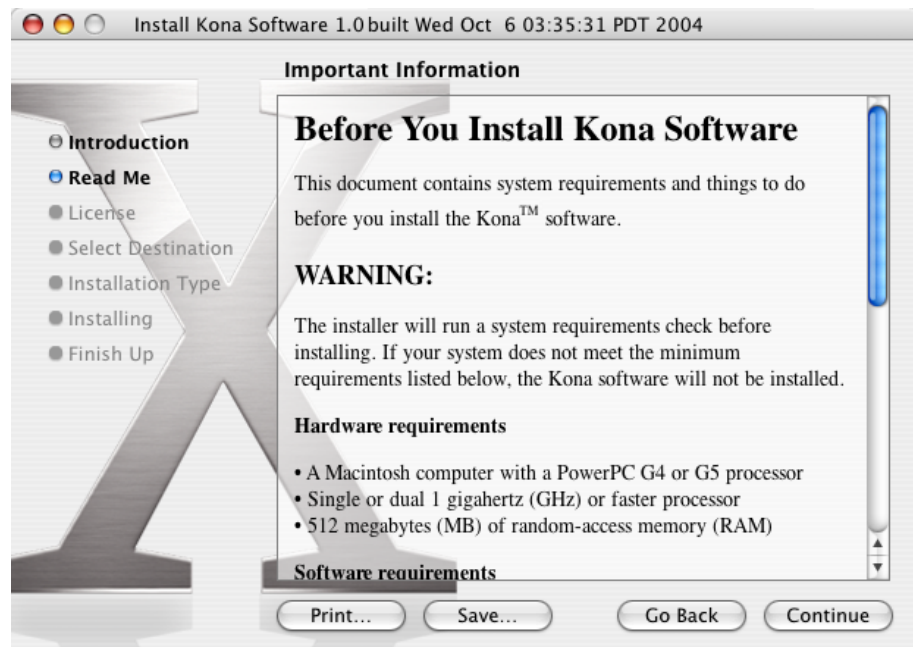 Install Kona Software 1.0 built Wed Oct  6 03:35:31 PDT 2004
Important Information
Introduction
Read Me
License
Select Destination
Installation Type
Installing
Finish Up
Before You Install Kona Software
This document contains system requirements and things to do
before you install the Kona™ software.
WARNING:
The installer will run a system requirements check before
installing. If your system does not meet the minimum
requirements listed below, the Kona software will not be installed.
Hardware requirements
• A Macintosh computer with a PowerPC G4 or G5 processor
• Single or dual 1 gigahertz (GHz) or faster processor
• 512 megabytes (MB) of random-access memory (RAM)
Software requirements
Print...
Save...
Go Back
Continue